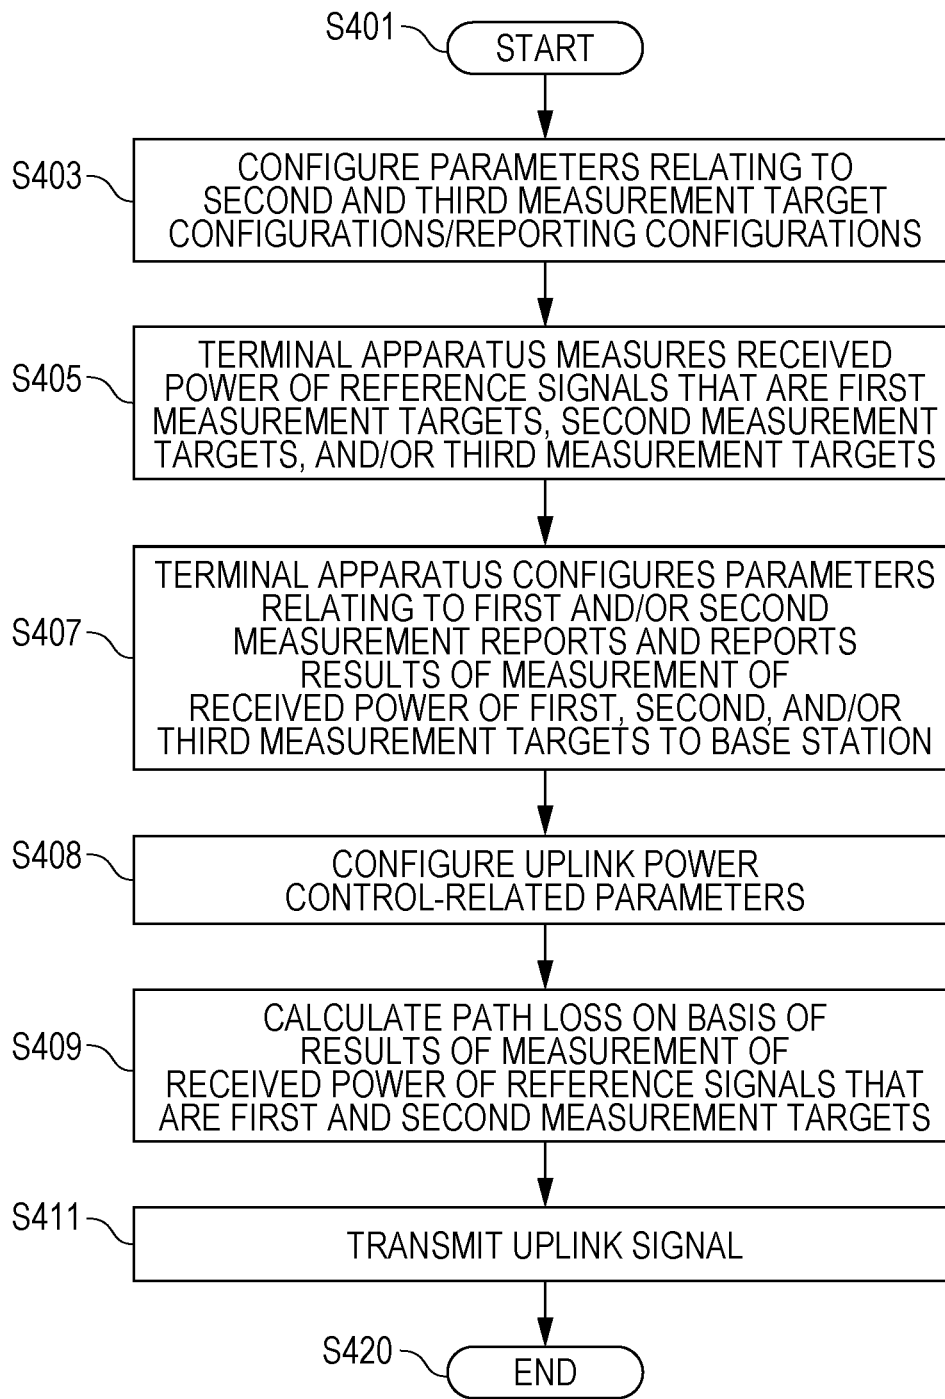 S401
START
S403
CONFIGURE PARAMETERS RELATING TO
SECOND AND THIRD MEASUREMENT TARGET
CONFIGURATIONS/REPORTING CONFIGURATIONS
S405
TERMINAL APPARATUS MEASURES RECEIVED
POWER OF REFERENCE SIGNALS THAT ARE FIRST
MEASUREMENT TARGETS, SECOND MEASUREMENT
TARGETS, AND/OR THIRD MEASUREMENT TARGETS
S407
TERMINAL APPARATUS CONFIGURES PARAMETERS
RELATING TO FIRST AND/OR SECOND
MEASUREMENT REPORTS AND REPORTS
RESULTS OF MEASUREMENT OF
RECEIVED POWER OF FIRST, SECOND, AND/OR
THIRD MEASUREMENT TARGETS TO BASE STATION
S408
CONFIGURE UPLINK POWER
CONTROL-RELATED PARAMETERS
S409
CALCULATE PATH LOSS ON BASIS OF
RESULTS OF MEASUREMENT OF
RECEIVED POWER OF REFERENCE SIGNALS THAT
ARE FIRST AND SECOND MEASUREMENT TARGETS
S411
TRANSMIT UPLINK SIGNAL
S420
END